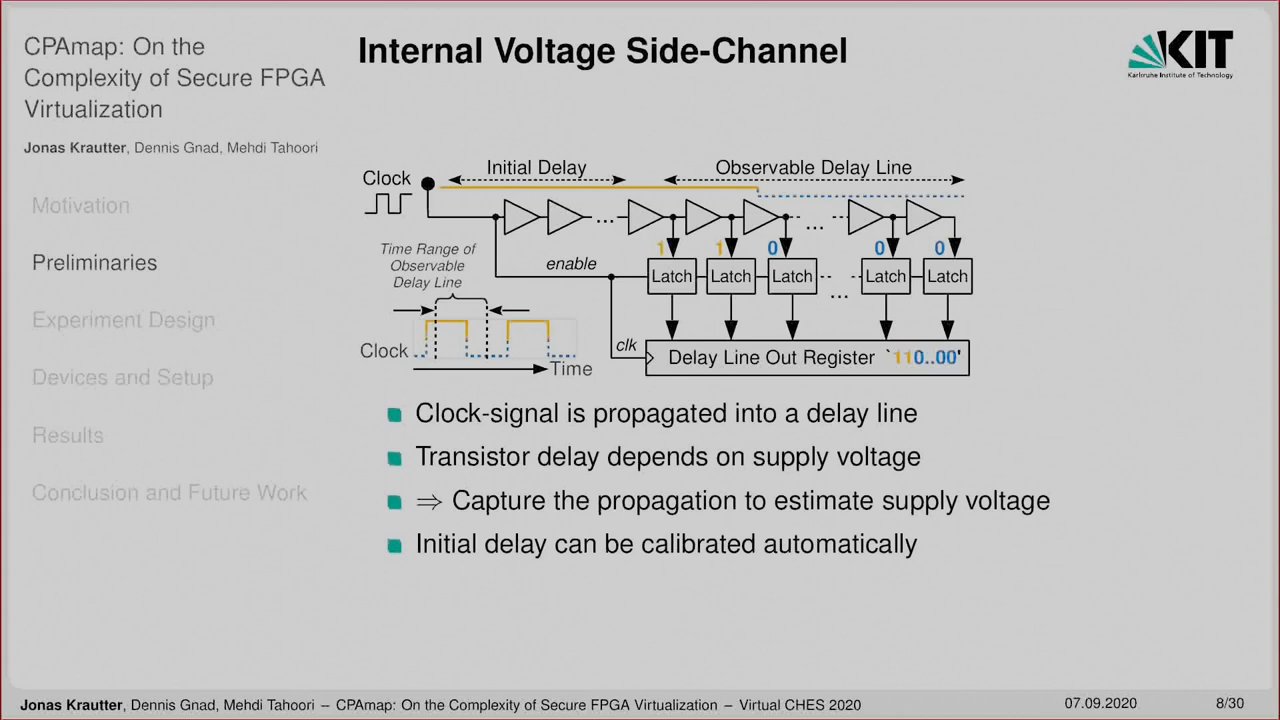 CPAmap: On the
Complexity of Secure FPGA
Virtualization
Jonas Krautter, Dennis Gnad, Mehdi Tahoori
Motivation
Preliminaries
Experiment Design
Devices and Setup
Results
Conclusion and Future Work
Internal Voltage Side-Channel
KIT
Karlsruhe Institute of Technology
Initial Delay
Observable Delay Line
Clock
...
...
1 1 0 0 0
Time Range of
Observable
Delay Line
enable
Latch Latch Latch Latch Latch
...
clk
Delay Line Out Register `110..00'
Clock
Time
Clock-signal is propagated into a delay line
Transistor delay depends on supply voltage
⇒ Capture the propagation to estimate supply voltage
Initial delay can be calibrated automatically
Jonas Krautter, Dennis Gnad, Mehdi Tahoori – CPAmap: On the Complexity of Secure FPGA Virtualization – Virtual CHES 2020 07.09.2020 8/30